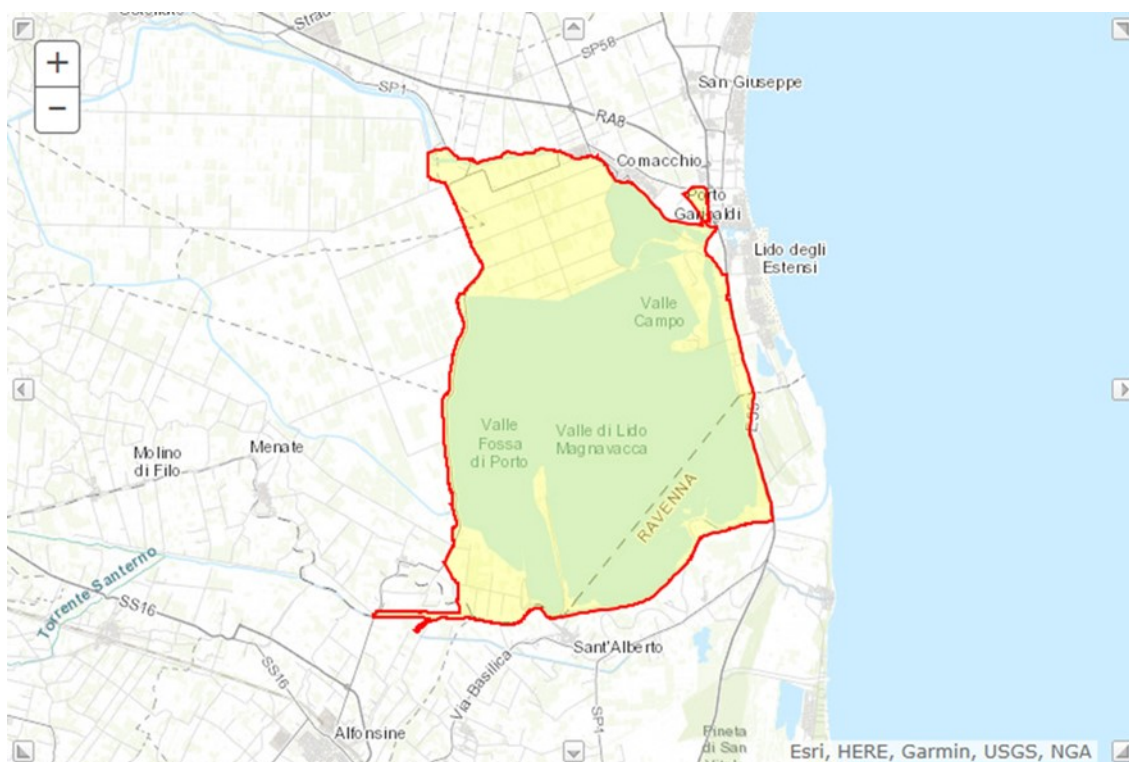 Strad
SP58
SP1
San Giuseppe
RA8
Comacchio
Porto
Garibaldi
Lido degli
Estensi
Valle
Campo
E55
Valle
Fossa
di Porto
Valle di Lido
Magnavacca
Menate
Molino
di Filo
RAVENNA
Torrente Santerno
SS16
SS16
Sant'Alberto
Via-Basilica
SP1
Alfonsine
Pineta
di San
Esri, HERE, Garmin, USGS, NGA
+
−